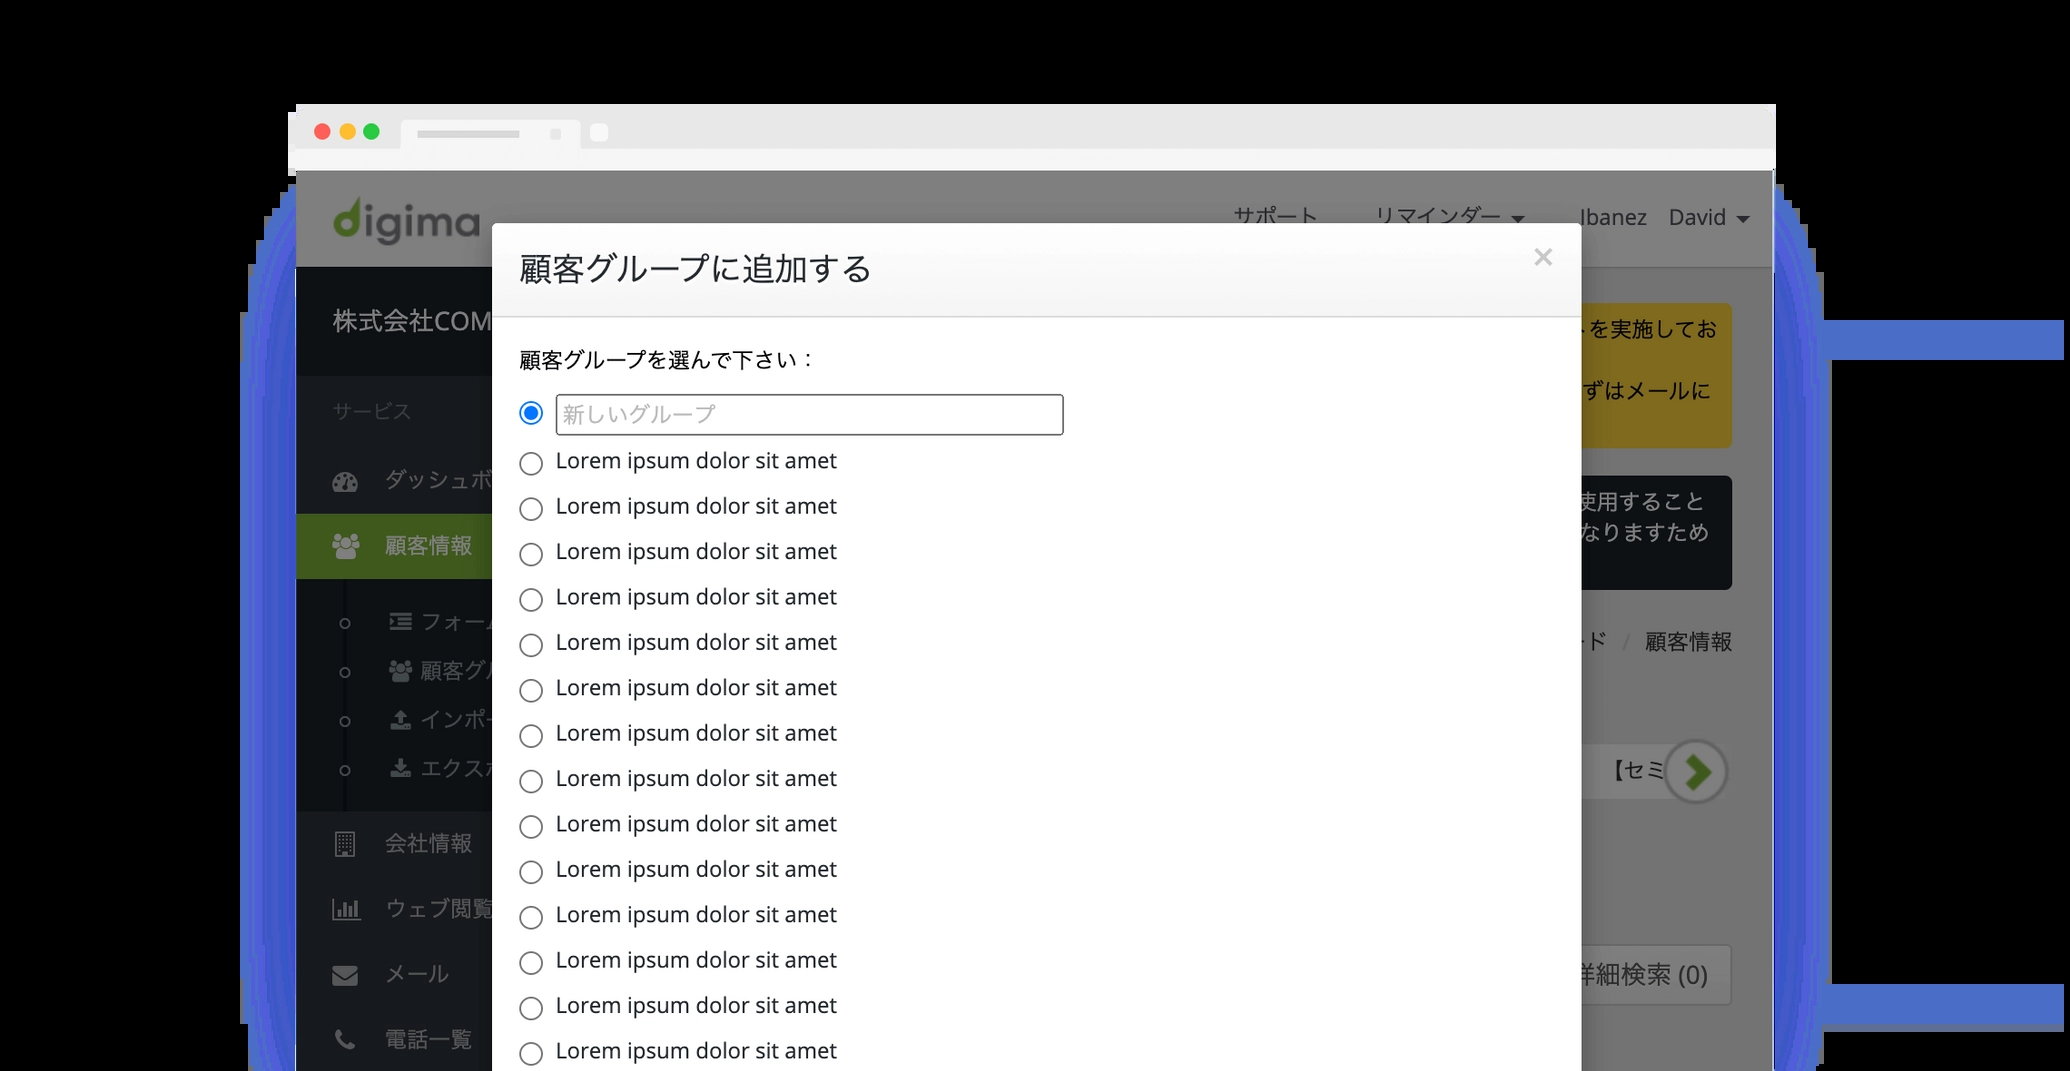 digima
サポート
リマインダー
Ibanez David
顧客グループに追加する
×
株式会社COM
を実施してお
ずはメールに
顧客グループを選んで下さい：
新しいグループ
サービス
Lorem ipsum dolor sit amet
ダッシュボ
Lorem ipsum dolor sit amet
使用すること
なりますため
顧客情報
Lorem ipsum dolor sit amet
Lorem ipsum dolor sit amet
フォーム
Lorem ipsum dolor sit amet
ド / 顧客情報
顧客グル
Lorem ipsum dolor sit amet
インポー
Lorem ipsum dolor sit amet
エクスポ
Lorem ipsum dolor sit amet
【セミ
会社情報
Lorem ipsum dolor sit amet
Lorem ipsum dolor sit amet
ウェブ閲覧
Lorem ipsum dolor sit amet
メール
Lorem ipsum dolor sit amet
詳細検索 (0)
Lorem ipsum dolor sit amet
電話一覧
Lorem ipsum dolor sit amet